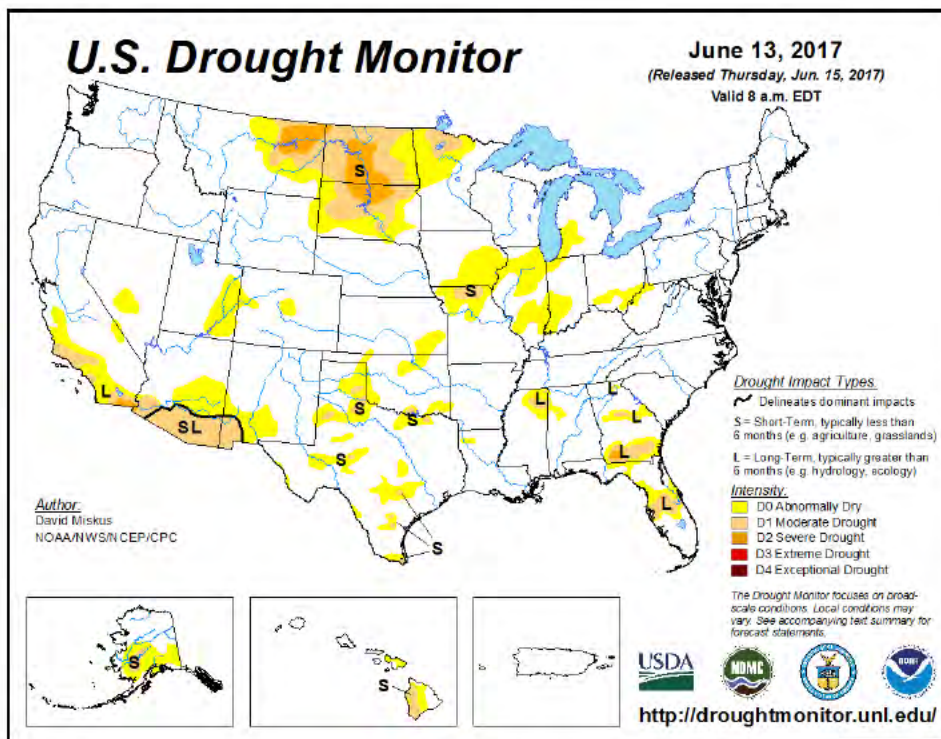 U.S. Drought Monitor
June 13, 2017
(Released Thursday, Jun. 15, 2017)
Valid 8 a.m. EDT
S
S
L
S L
S
S
S
S
L
L
L
L
L
S
Drought Impact Types:
Delineates dominant impacts
S = Short-Term, typically less than
6 months (e.g. agriculture, grasslands)
L = Long-Term, typically greater than
6 months (e.g. hydrology, ecology)
Intensity:
D0 Abnormally Dry
D1 Moderate Drought
D2 Severe Drought
D3 Extreme Drought
D4 Exceptional Drought
Author:
David Miskus
NOAA/NWS/NCEP/CPC
The Drought Monitor focuses on broad-
scale conditions. Local conditions may
vary. See accompanying text summary for
forecast statements.
S
S
USDA
NDMC
NOAA
http://droughtmonitor.unl.edu/